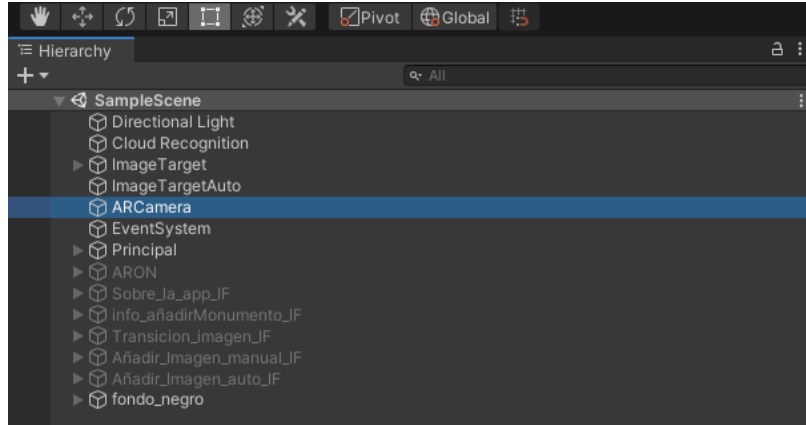 Pivot Global
Hierarchy
All
SampleScene
Directional Light
Cloud Recognition
ImageTarget
ImageTargetAuto
ARCamera
EventSystem
Principal
ARON
Sobre_la_app_IF
info_añadirMonumento_IF
Transicion_imagen_IF
Añadir_Imagen_manual_IF
Añadir_Imagen_auto_IF
fondo_negro